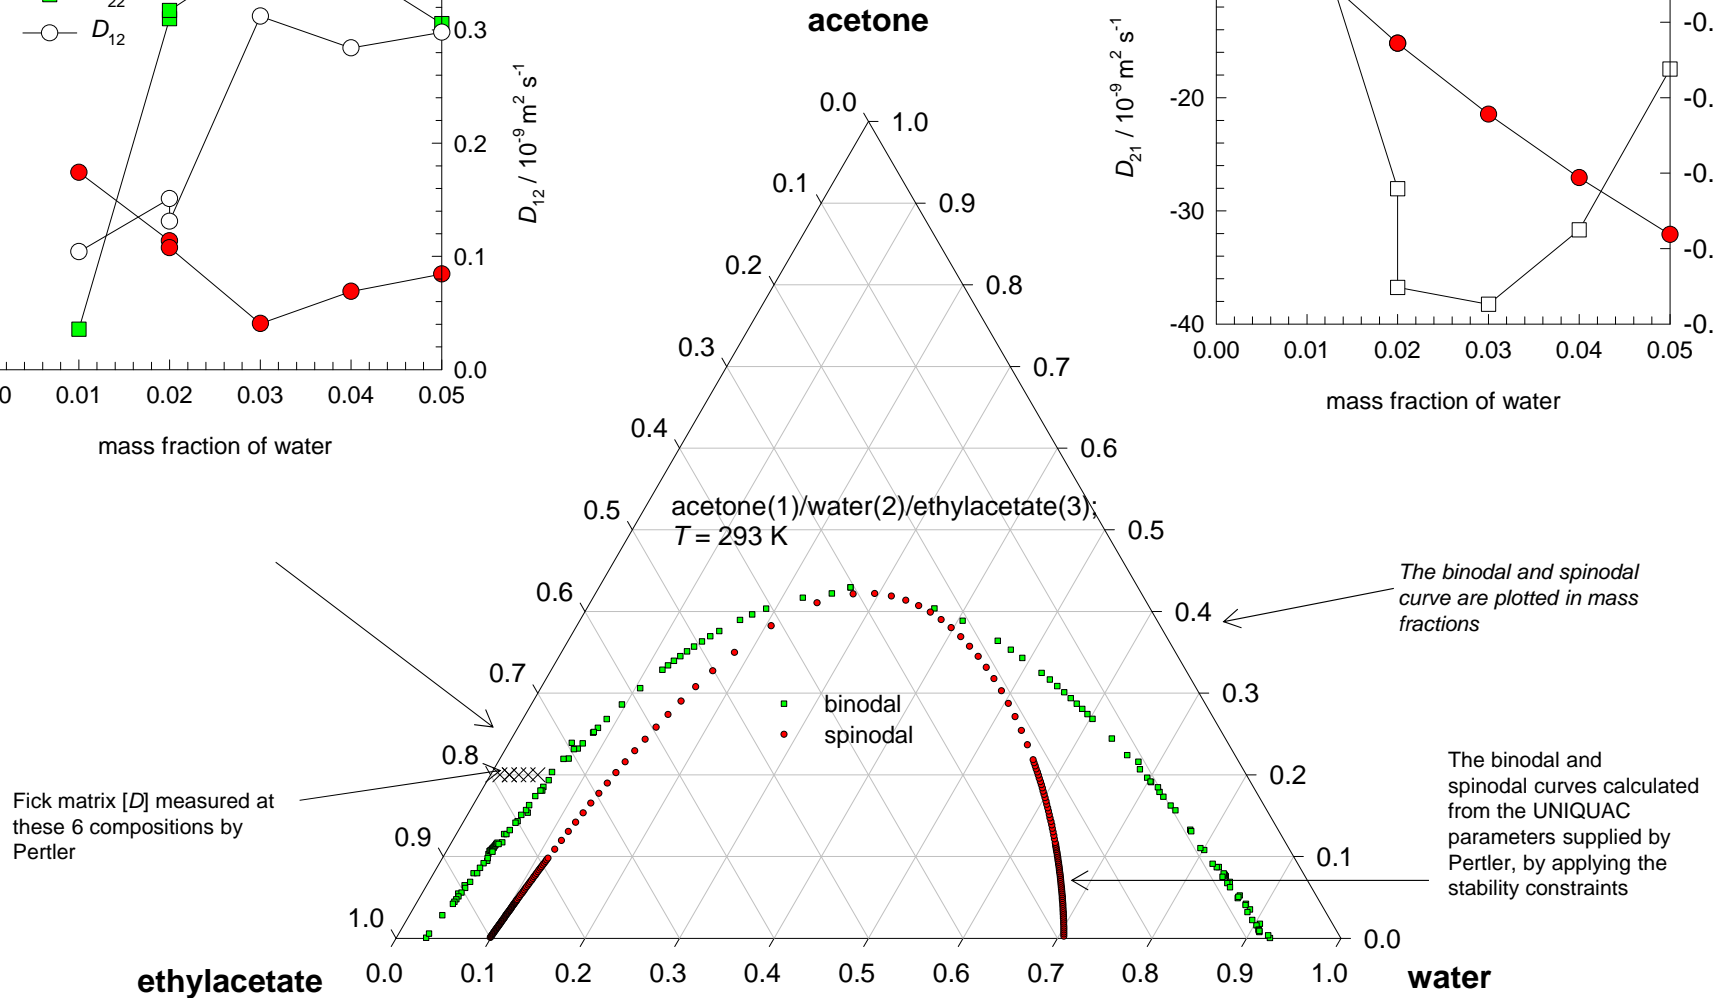 22
D12
0.3
0.2
0.1
0.0
D12 / 10-9 m2 s-1
0
0.01
0.02
0.03
0.04
0.05
mass fraction of water
acetone
D21 / 10-9 m2 s-1
-20
-30
-40
-0.
-0.
-0.
-0.
-0.
0.00
0.01
0.02
0.03
0.04
0.05
mass fraction of water
0.0
1.0
0.1
0.9
0.2
0.8
0.3
0.7
0.4
0.6
acetone(1)/water(2)/ethylacetate(3);
T = 293 K
0.5
0.5
0.6
0.4
0.7
0.3
0.8
0.2
0.9
0.1
1.0
0.0
binodal
spinodal
The binodal and spinodal
curve are plotted in mass
fractions
Fick matrix [D] measured at
these 6 compositions by
Pertler
The binodal and
spinodal curves calculated
from the UNIQUAC
parameters supplied by
Pertler, by applying the
stability constraints
0.0
0.1
0.2
0.3
0.4
0.5
0.6
0.7
0.8
0.9
1.0
ethylacetate
water